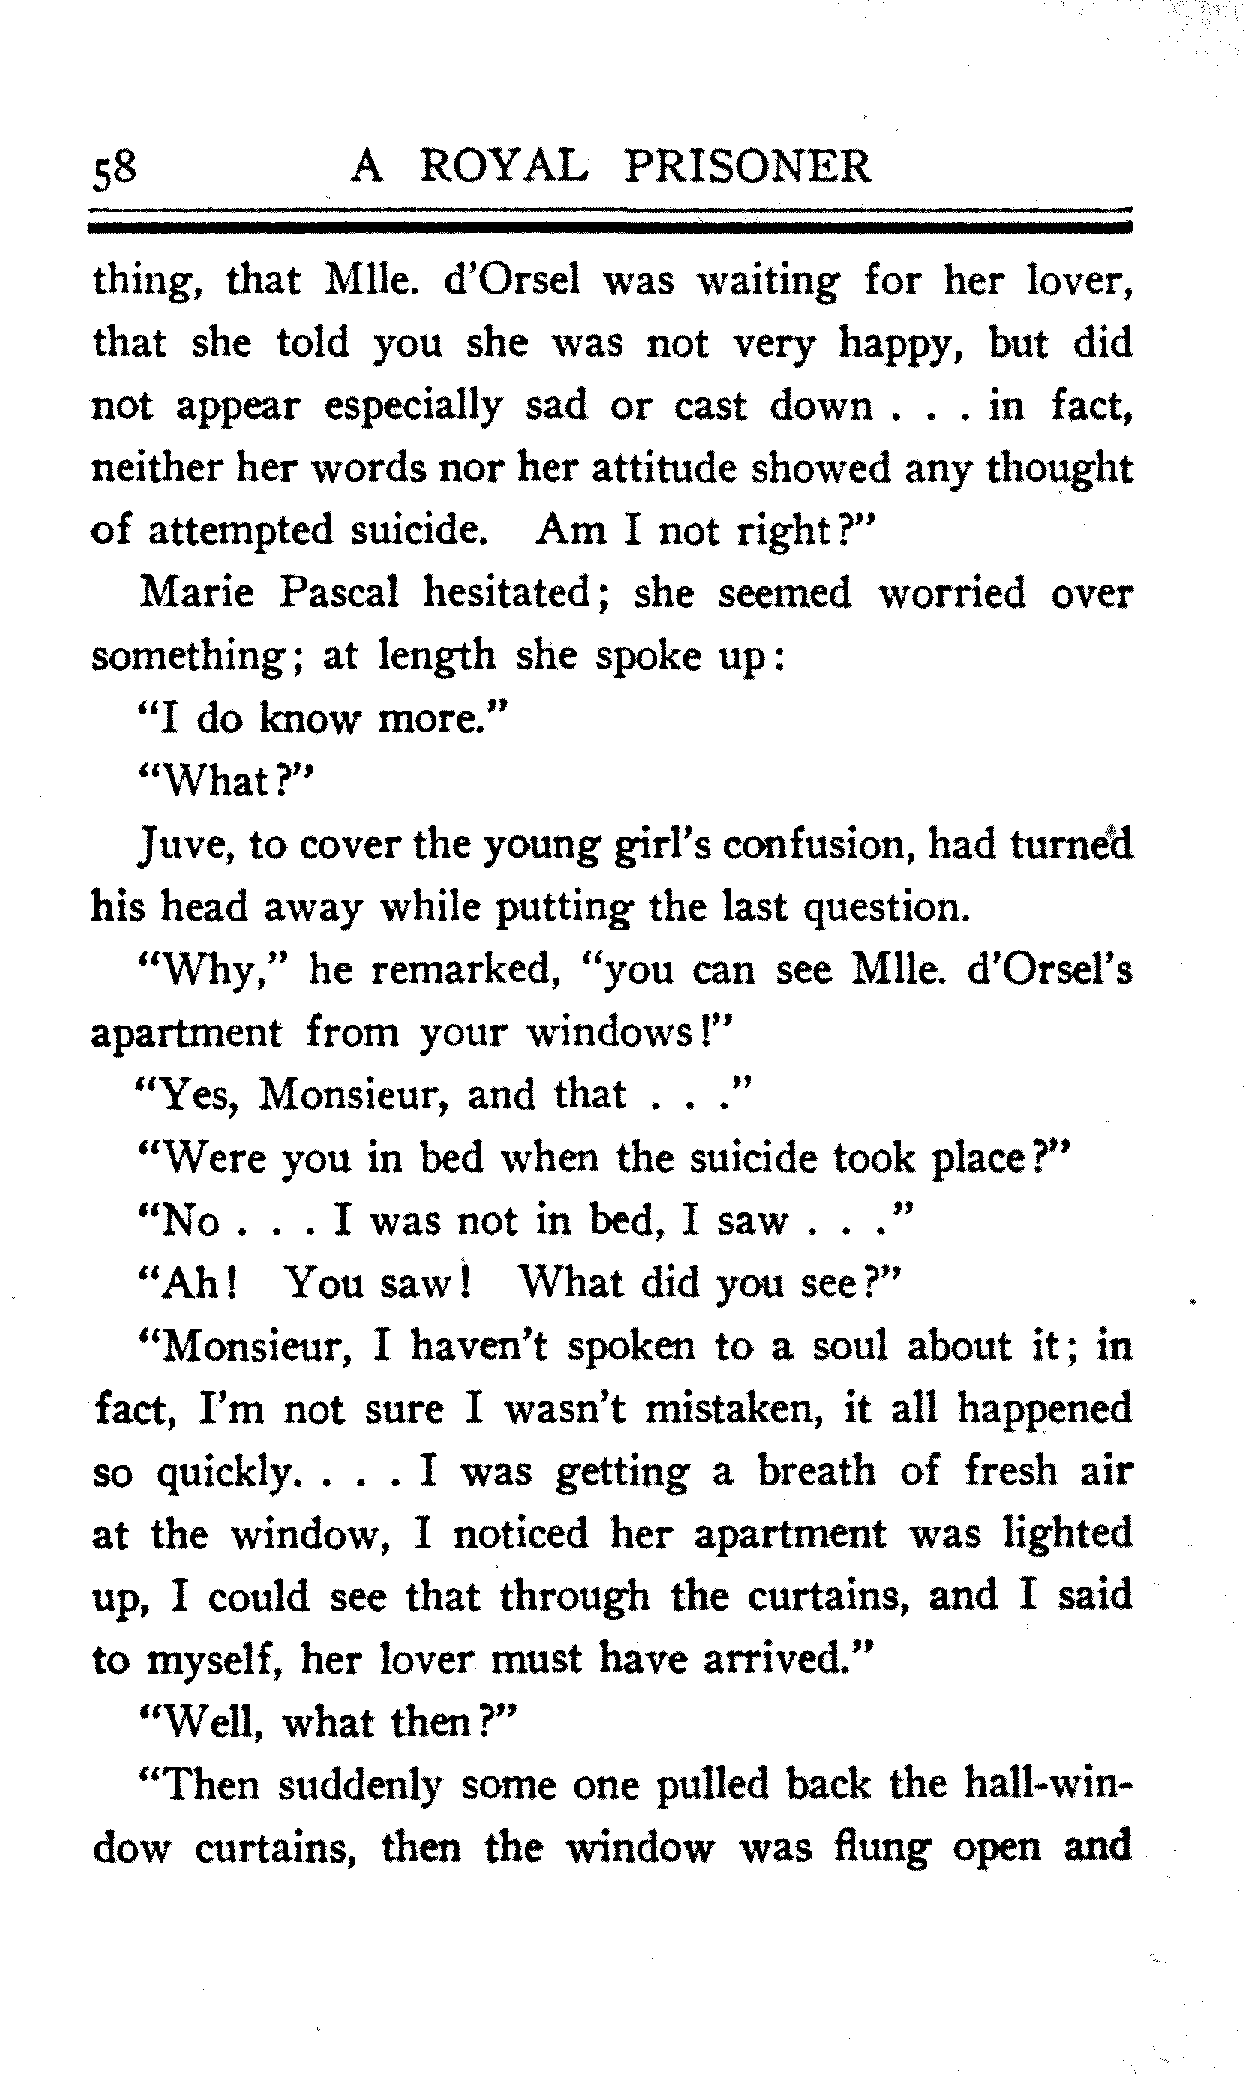 58 A ROYAL PRISONER
thing, that Mlle. d'Orsel was waiting for her lover,
that she told you she was not very happy, but did
not appear especially sad or cast down . . . in fact,
neither her words nor her attitude showed any thought
of attempted suicide. Am I not right?"
Marie Pascal hesitated; she seemed worried over
something; at length she spoke up:
"I do know more."
"What?"
Juve, to cover the young girl's confusion, had turned
his head away while putting the last question.
"Why," he remarked, "you can see Mlle. d'Orsel's
apartment from your windows!"
"Yes, Monsieur, and that . . ."
"Were you in bed when the suicide took place?"
"No . . . I was not in bed, I saw . . ."
"Ah! You saw! What did you see?"
"Monsieur, I haven't spoken to a soul about it; in
fact, I'm not sure I wasn't mistaken, it all happened
so quickly. . . . I was getting a breath of fresh air
at the window, I noticed her apartment was lighted
up, I could see that through the curtains, and I said
to myself, her lover must have arrived."
"Well, what then?"
"Then suddenly some one pulled back the hall-win-
dow curtains, then the window was flung open and